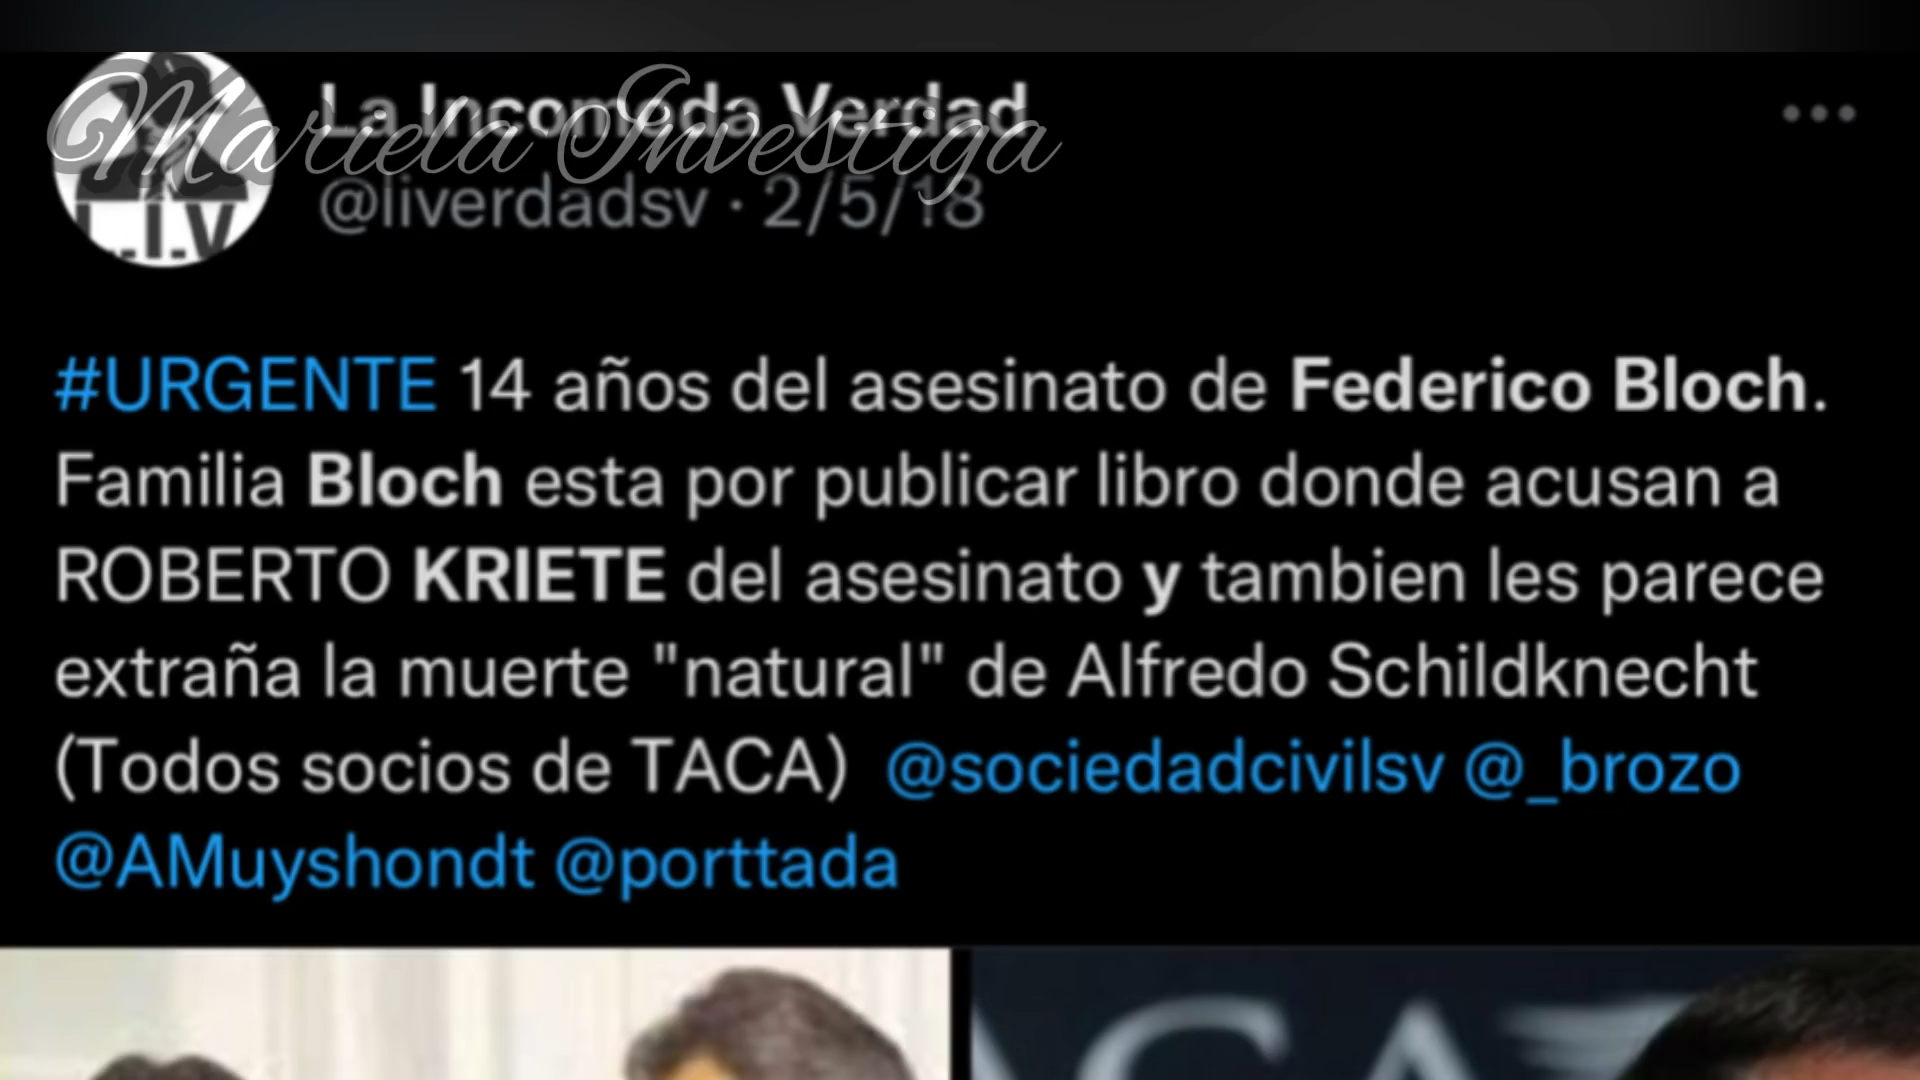 La Incomoda Verdad
Mariela Investiga
@liverdadsv · 2/5/18
L.I.V
#URGENTE 14 años del asesinato de Federico Bloch.
Familia Bloch esta por publicar libro donde acusan a
ROBERTO KRIETE del asesinato y tambien les parece
extraña la muerte "natural" de Alfredo Schildknecht
(Todos socios de TACA) @sociedadcivilsv @_brozo
@AMuyshondt @porttada
ACA